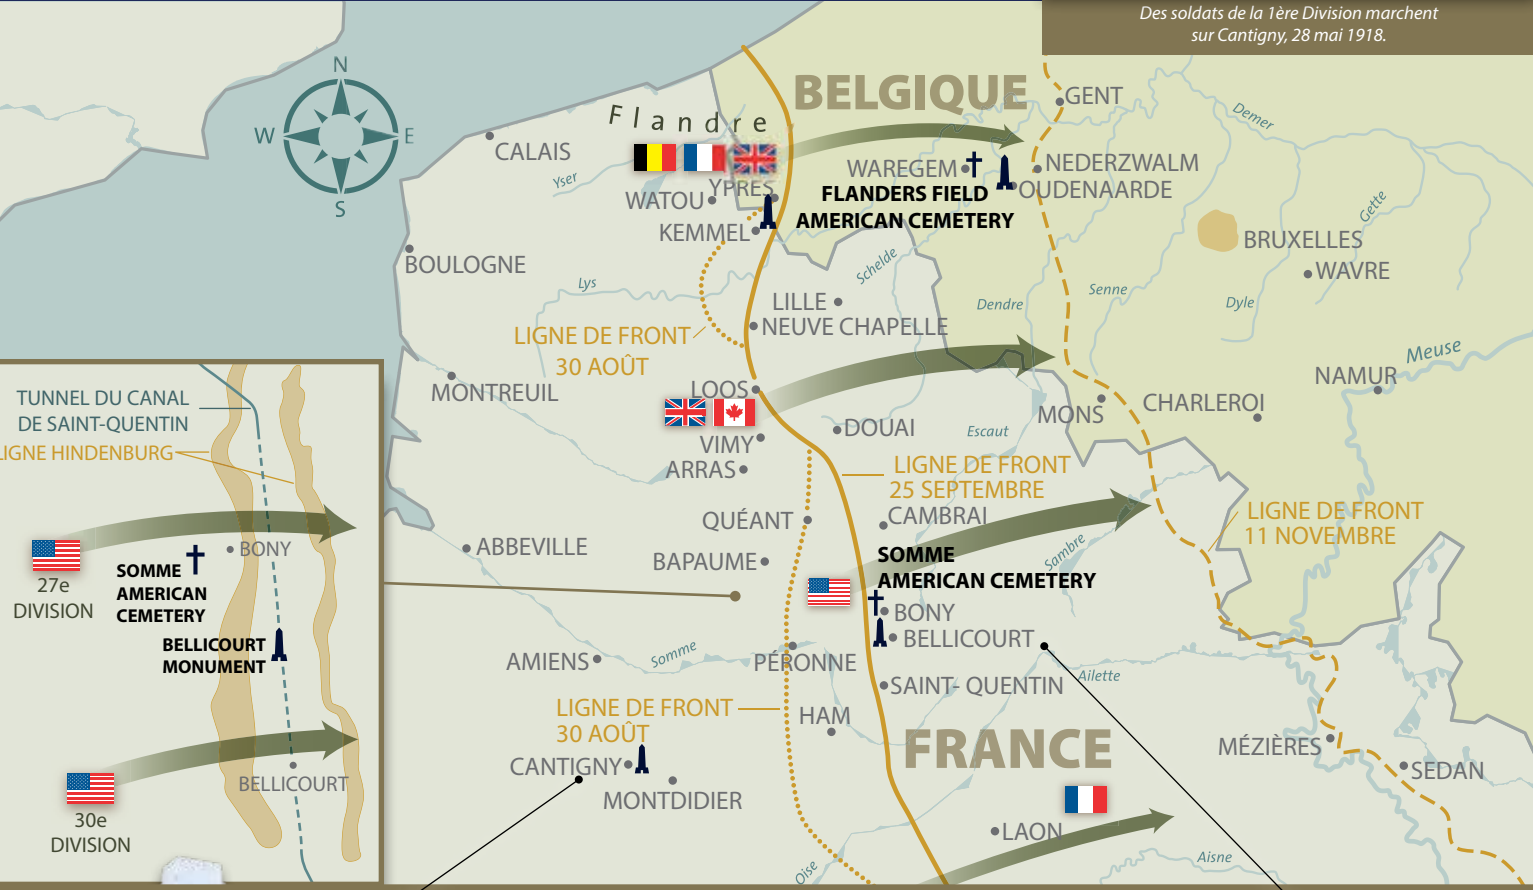 Des soldats de la 1ère Division marchent
sur Cantigny, 28 mai 1918.
N
W
E
S
BELGIQUE
GENT
Demer
Flandre
CALAIS
Yser
WATOU
YPRES
KEMMEL
WAREGEM
NEDERZWALM
OUDENAARDE
FLANDERS FIELD
AMERICAN CEMETERY
Gette
BRUXELLES
WAVRE
BOULOGNE
Lys
Schelde
Dendre
Senne
Dyle
LILLE
NEUVE CHAPELLE
LIGNE DE FRONT
30 AOÛT
Meuse
NAMUR
MONTREUIL
LOOS
MONS
CHARLEROI
VIMY
DOUAI
Escaut
ARRAS
LIGNE DE FRONT
25 SEPTEMBRE
QUÉANT
CAMBRAI
LIGNE DE FRONT
11 NOVEMBRE
ABBEVILLE
BAPAUME
SOMME
AMERICAN CEMETERY
Sambre
BONY
BELLICOURT
AMIENS
Somme
PÉRONNE
Ailette
SAINT- QUENTIN
LIGNE DE FRONT
30 AOÛT
HAM
FRANCE
MÉZIÈRES
SEDAN
CANTIGNY
MONTDIDIER
LAON
Oise
Aisne
TUNNEL DU CANAL
DE SAINT-QUENTIN
LIGNE HINDENBURG
27e
DIVISION
BONY
SOMME
AMERICAN
CEMETERY
BELLICOURT
MONUMENT
30e
DIVISION
BELLICOURT